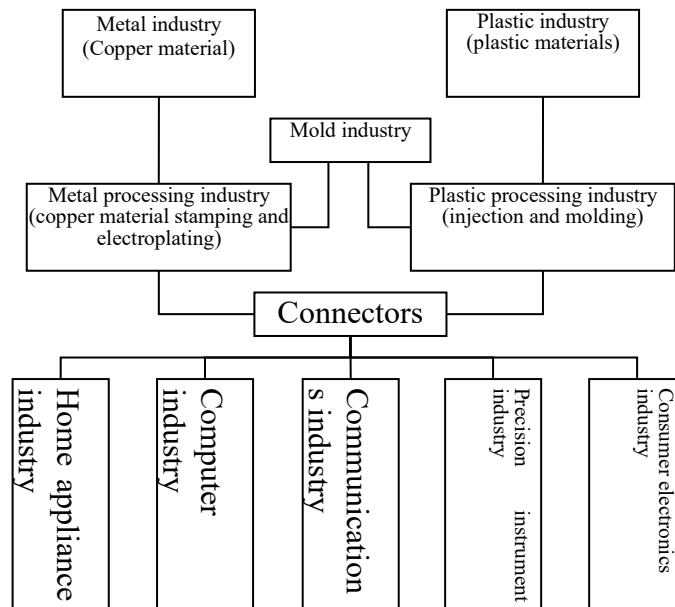 Metal industry
(Copper material)
Plastic industry
(plastic materials)
Mold industry
Metal processing industry
(copper material stamping and
electroplating)
Plastic processing industry
(injection and molding)
Connectors
Home appliance
industry
Computer
industry
Communication
s industry
Precision instrument
industry
Consumer electronics
industry